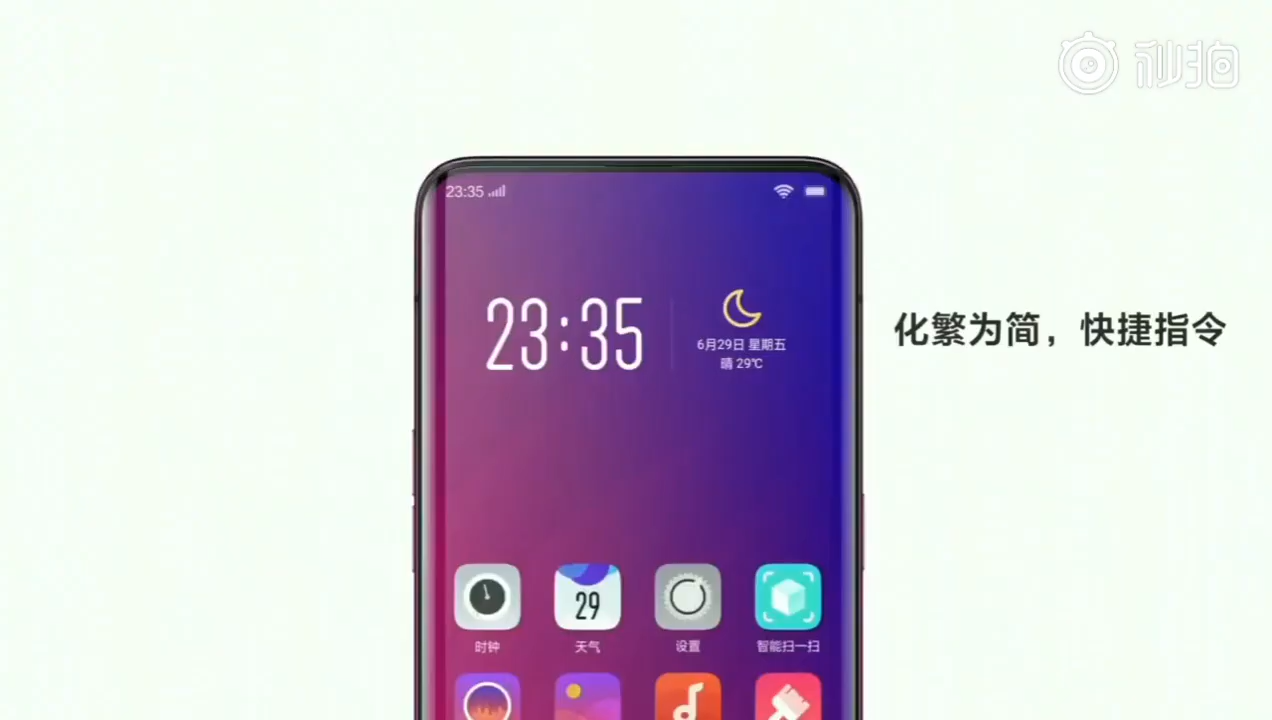 秒拍
23:35
23:35
6月29日 星期五
晴 29℃
化繁为简，快捷指令
29
时钟
天气
设置
智能扫一扫